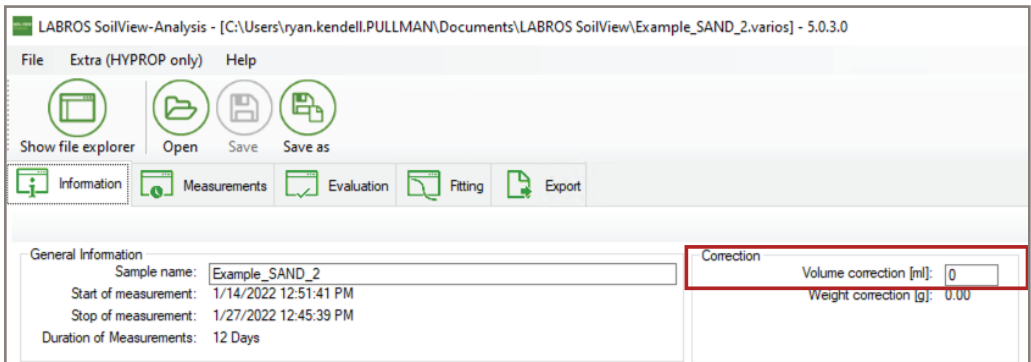 LABROS SoilView-Analysis - [C:\Users\ryan.kendell.PULLMAN\Documents\LABROS SoilView\Example_SAND_2.varios] - 5.0.3.0
File Extra (HYPROP only) Help
Show file explorer Open Save Save as
Information Measurements Evaluation Fitting Export
General Information
Sample name: Example_SAND_2
Start of measurement: 1/14/2022 12:51:41 PM
Stop of measurement: 1/27/2022 12:45:39 PM
Duration of Measurements: 12 Days
Correction
Volume correction [ml]: 0
Weight correction [g]: 0.00